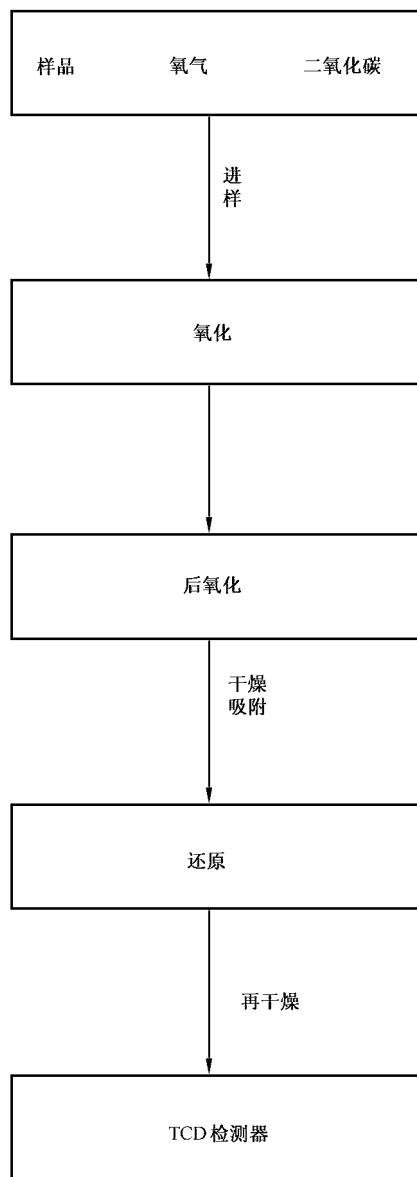 样品 氧气 二氧化碳
进
样
氧化
后氧化
干燥
吸附
还原
再干燥
TCD检测器